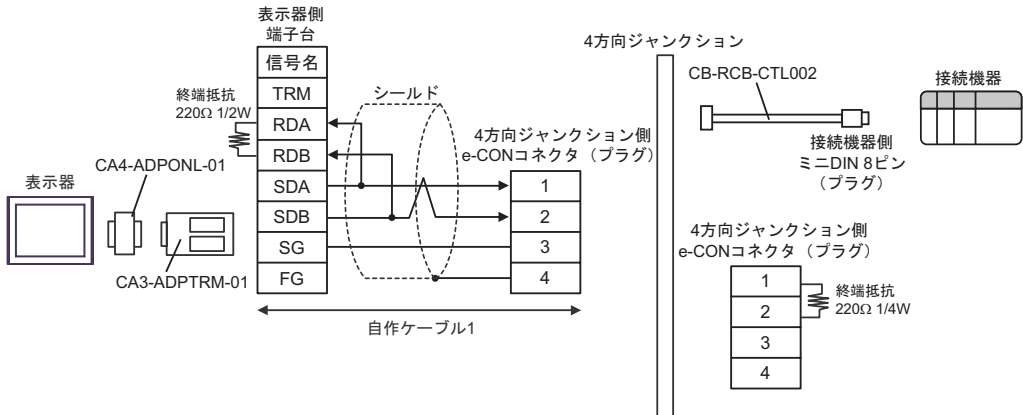 表示器側
端子台
信号名
TRM
RDA
RDB
SDA
SDB
SG
FG
終端抵抗
220Ω 1/2W
シールド
表示器
CA4-ADPONL-01
CA3-ADPTRM-01
4方向ジャンクション側
e-CONコネクタ（プラグ）
1
2
3
4
自作ケーブル1
4方向ジャンクション
CB-RCB-CTL002
接続機器
接続機器側
ミニDIN 8ピン
（プラグ）
4方向ジャンクション側
e-CONコネクタ（プラグ）
1
2
3
4
終端抵抗
220Ω 1/4W